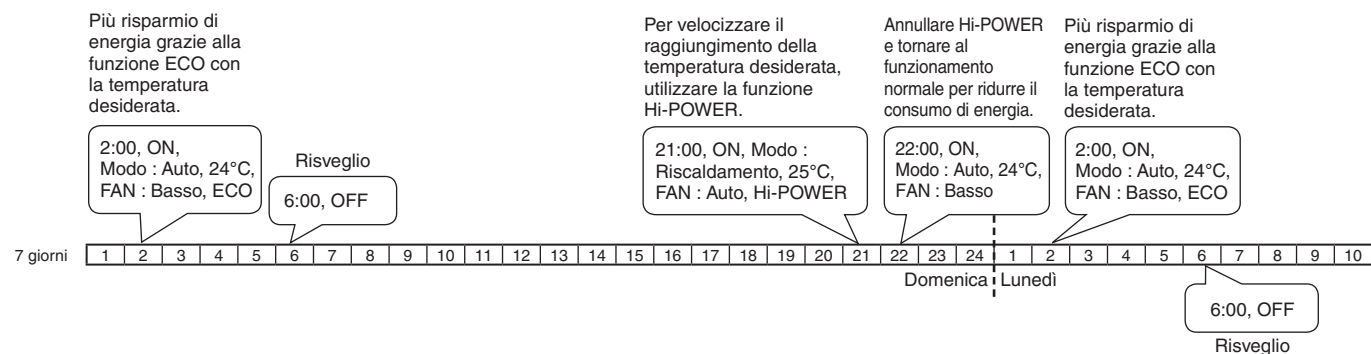 Più risparmio di
energia grazie alla
funzione ECO con
la temperatura
desiderata.
2:00, ON,
Modo : Auto, 24°C,
FAN : Basso, ECO
Risveglio
6:00, OFF
Per velocizzare il
raggiungimento della
temperatura desiderata,
utilizzare la funzione
Hi-POWER.
21:00, ON, Modo :
Riscaldamento, 25°C,
FAN : Auto, Hi-POWER
Annullare Hi-POWER
e tornare al
funzionamento
normale per ridurre il
consumo di energia.
22:00, ON,
Modo : Auto, 24°C,
FAN : Basso
Più risparmio di
energia grazie alla
funzione ECO con
la temperatura
desiderata.
2:00, ON,
Modo : Auto, 24°C,
FAN : Basso, ECO
7 giorni 1 2 3 4 5 6 7 8 9 10 11 12 13 14 15 16 17 18 19 20 21 22 23 24 1 2 3 4 5 6 7 8 9 10
Domenica Lunedì
6:00, OFF
Risveglio